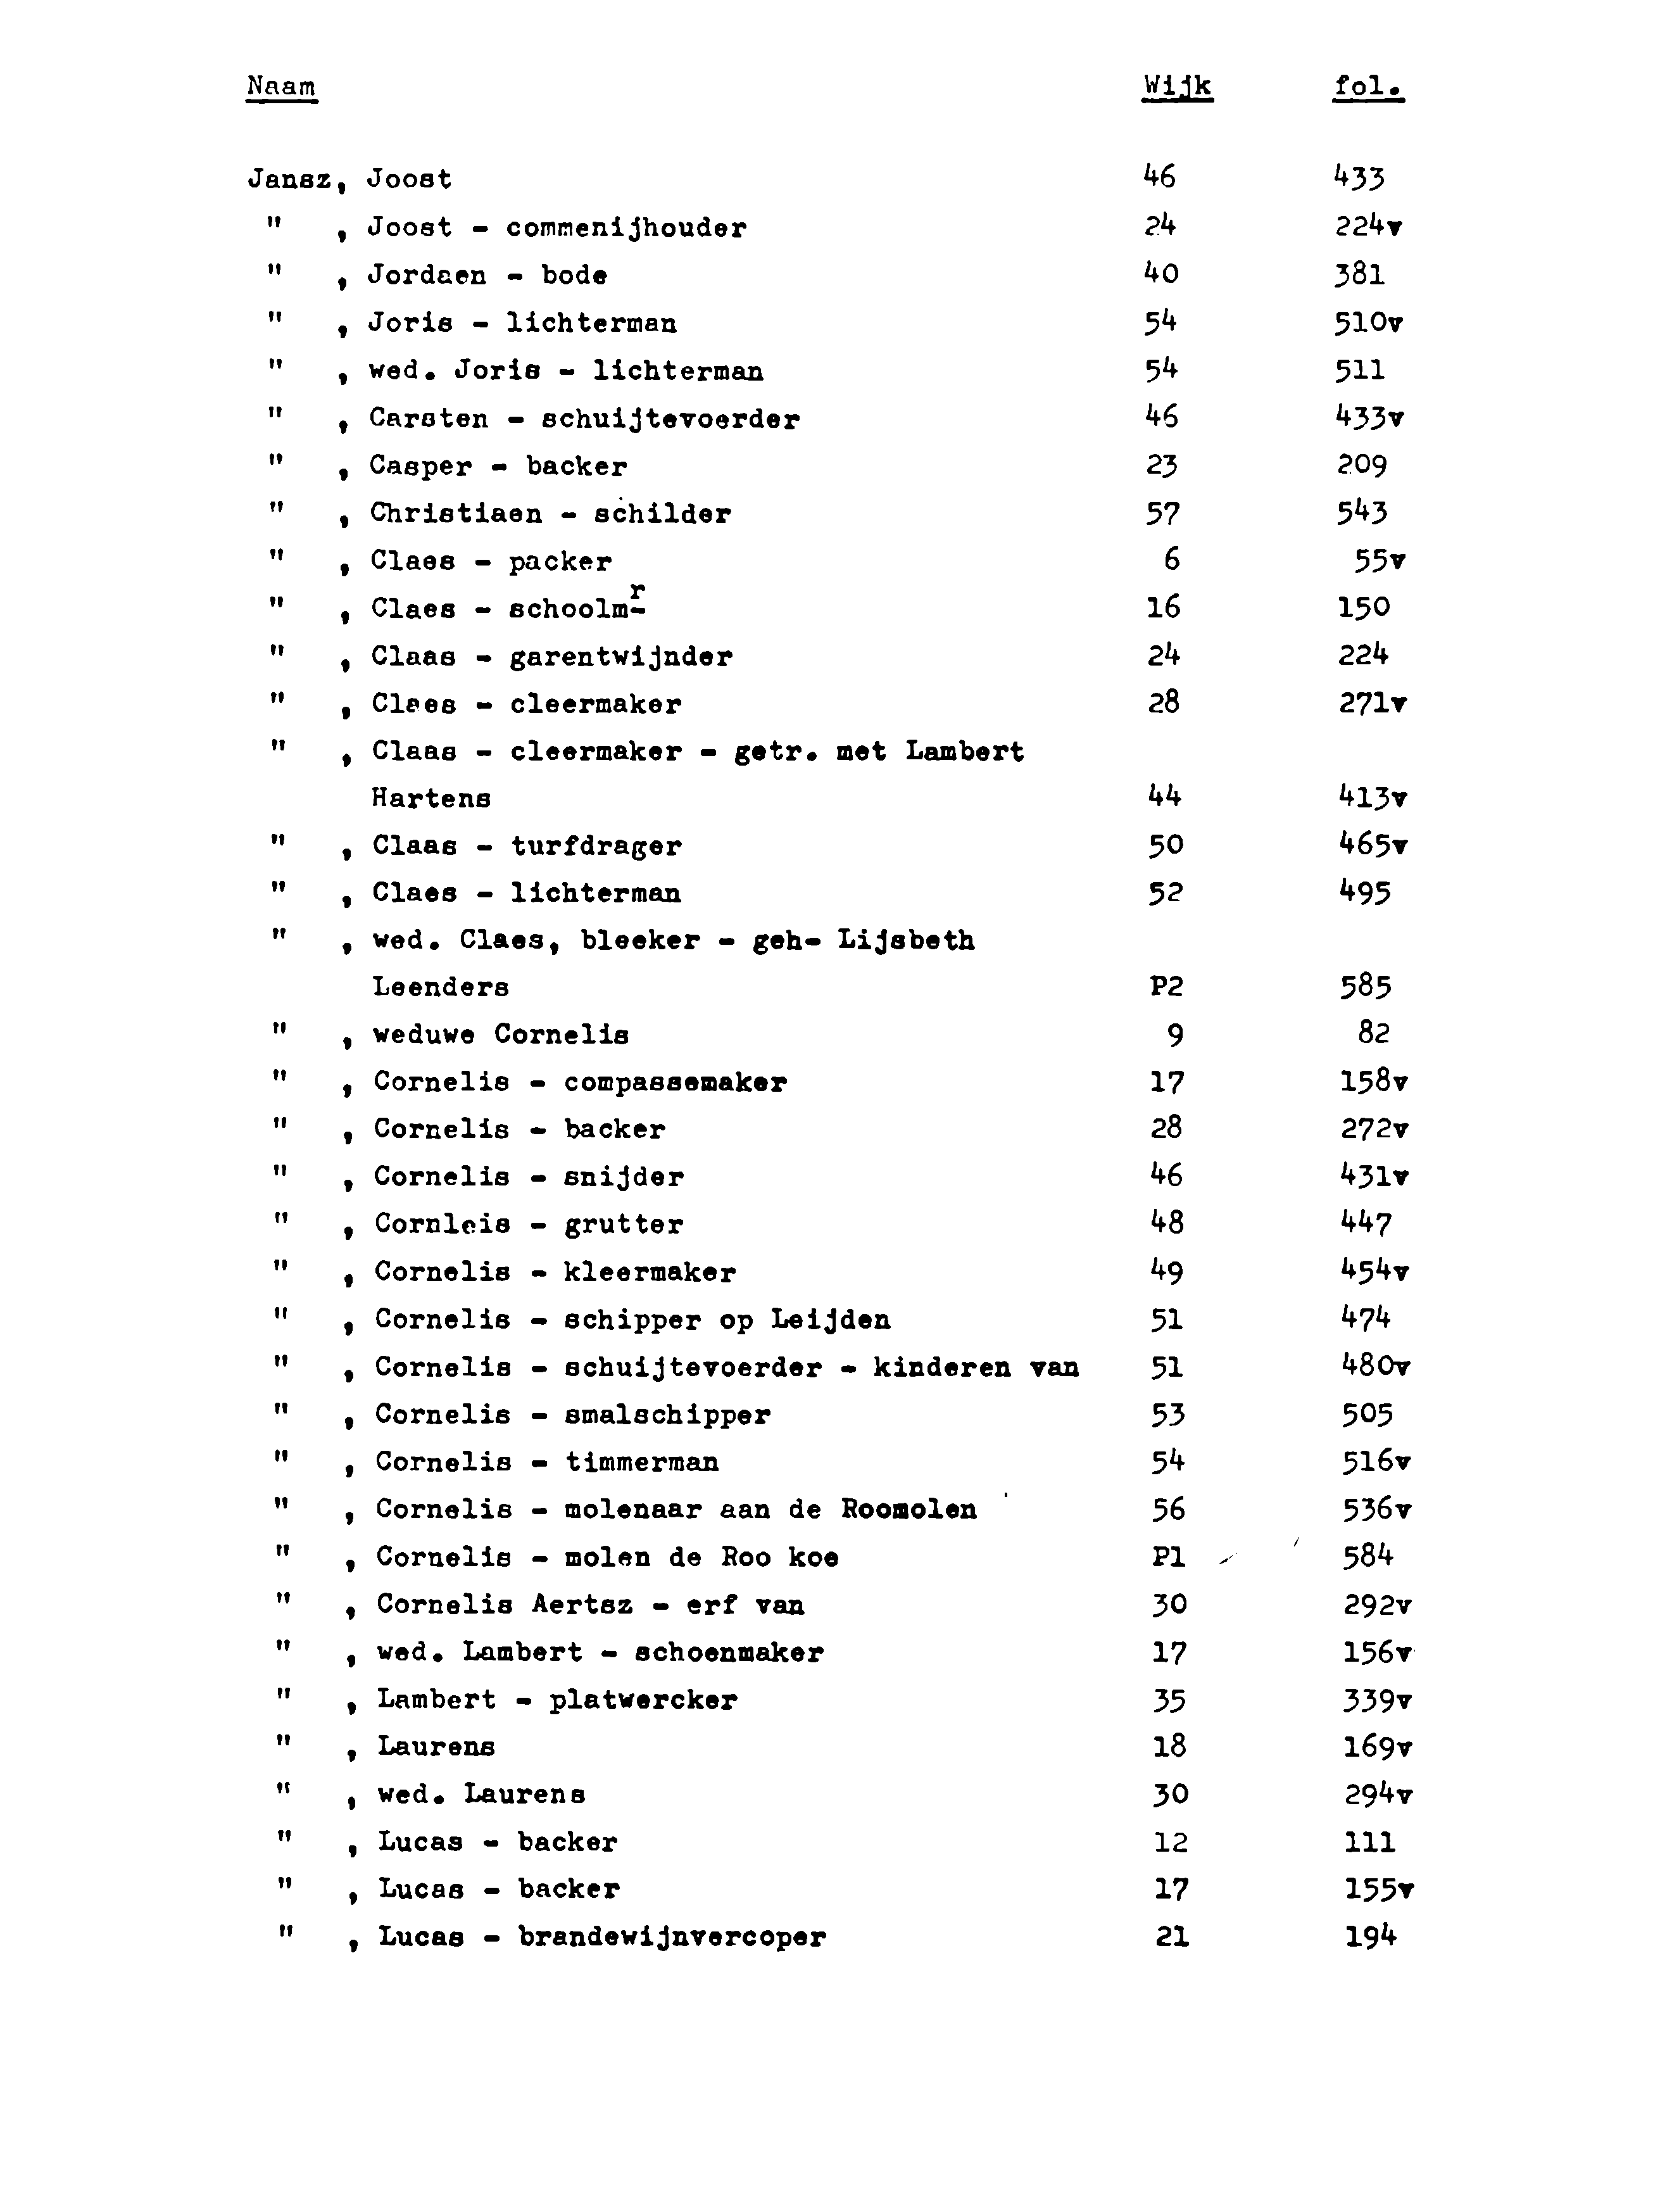 Naam Wijk fol.
Jansz, Joost 46 433
" , Joost - commenijhouder 24 224v
" , Jordaen - bode 40 381
" , Joris - lichterman 54 510v
" , wed. Joris - lichterman 54 511
" , Carsten - schuijtevoerder 46 433v
" , Casper - backer 23 209
" , Christiaen - schilder 57 543
" , Claes - packer 6 55v
" , Claes - schoolmr 16 150
" , Claas - garentwijnder 24 224
" , Claes - cleermaker 28 271v
" , Claas - cleermaker - getr. met Lambert
Hartens 44 413v
" , Claas - turfdrager 50 465v
" , Claes - lichterman 52 495
" , wed. Claes, bleeker - geh- Lijsbeth
Leenders P2 585
" , weduwe Cornelis 9 82
" , Cornelis - compassemaker 17 158v
" , Cornelis - backer 28 272v
" , Cornelis - snijder 46 431v
" , Cornleis - grutter 48 447
" , Cornelis - kleermaker 49 454v
" , Cornelis - schipper op Leijden 51 474
" , Cornelis - schuijtevoerder - kinderen van 51 480v
" , Cornelis - smalschipper 53 505
" , Cornelis - timmerman 54 516v
" , Cornelis - molenaar aan de Roomolen 56 536v
" , Cornelis - molen de Roo koe P1 584
" , Cornelis Aertsz - erf van 30 292v
" , wed. Lambert - schoenmaker 17 156v
" , Lambert - platwercker 35 339v
" , Laurens 18 169v
" , wed. Laurens 30 294v
" , Lucas - backer 12 111
" , Lucas - backer 17 155v
" , Lucas - brandewijnvercoper 21 194